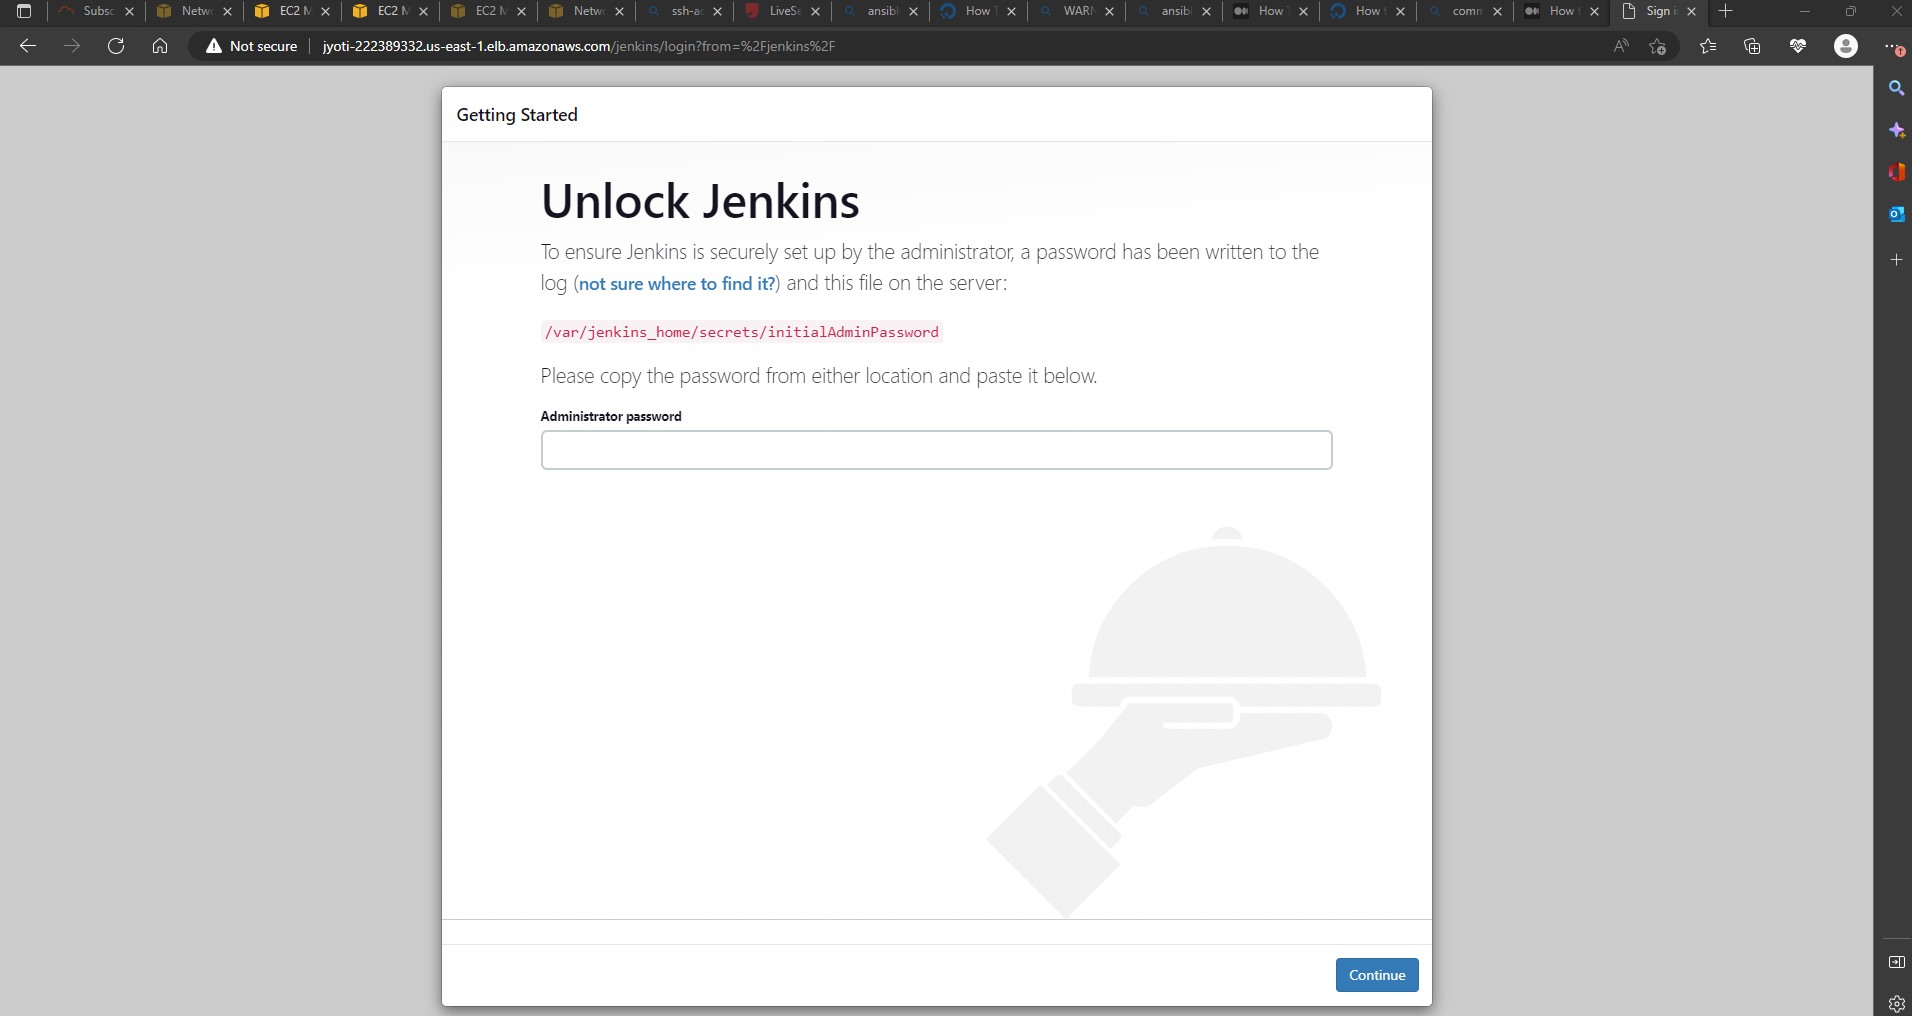 Subsc
Netwo
EC2 M
EC2 M
EC2 M
Netwo
ssh-ac
LiveSe
ansibl
How T
WARN
ansibl
How T
How t
comm
How t
Sign i
Not secure
jyoti-222389332.us-east-1.elb.amazonaws.com/jenkins/login?from=%2Fjenkins%2F
Getting Started
Unlock Jenkins
To ensure Jenkins is securely set up by the administrator, a password has been written to the
log (not sure where to find it?) and this file on the server:
/var/jenkins_home/secrets/initialAdminPassword
Please copy the password from either location and paste it below.
Administrator password
Continue